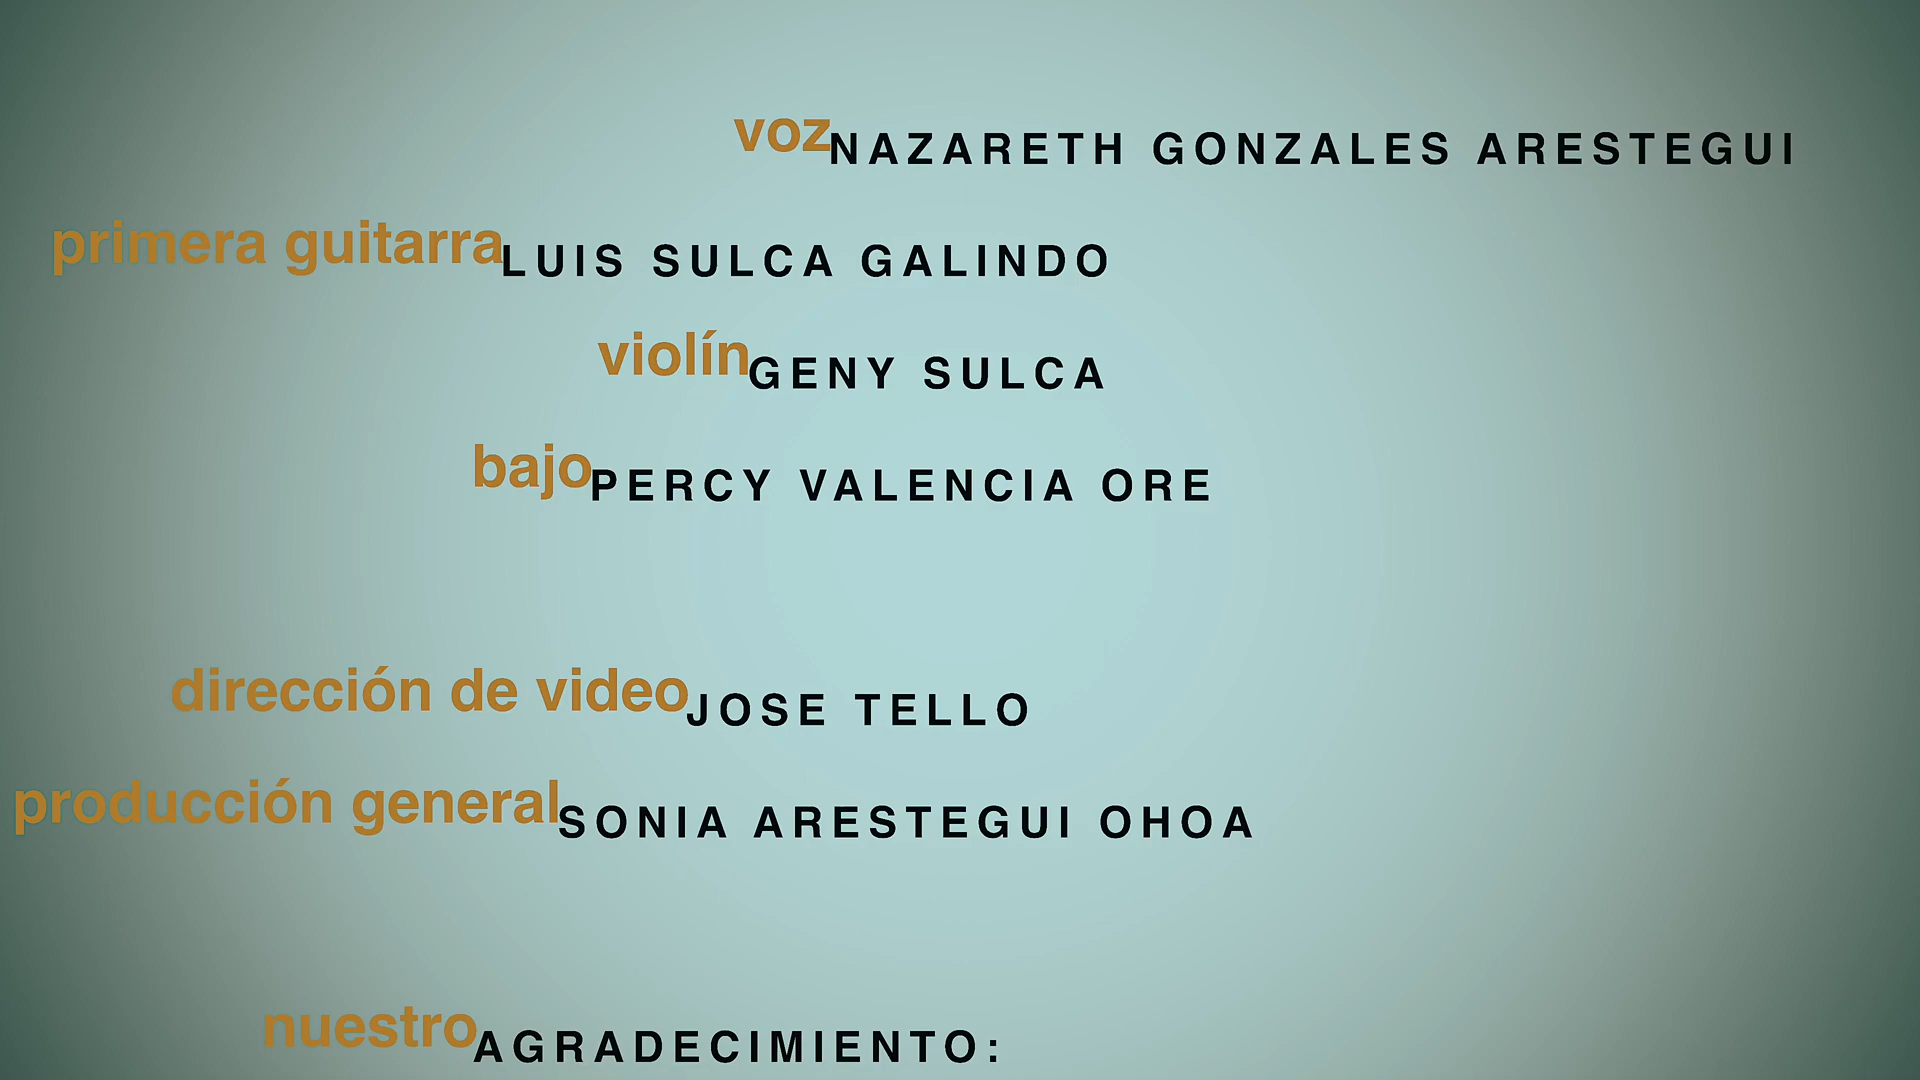 voz NAZARETH GONZALES ARESTEGUI
primera guitarra LUIS SULCA GALINDO
violín GENY SULCA
bajo PERCY VALENCIA ORE
dirección de video JOSE TELLO
producción general SONIA ARESTEGUI OHOA
nuestro AGRADECIMIENTO: